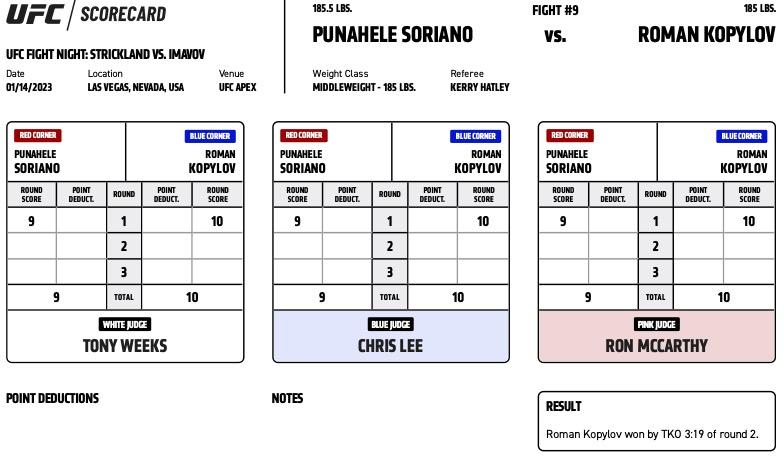 UFC / SCORECARD
UFC FIGHT NIGHT: STRICKLAND VS. IMAVOV
Date Location Venue
01/14/2023 LAS VEGAS, NEVADA, USA UFC APEX
185.5 LBS. FIGHT #9 185 LBS.
PUNAHELE SORIANO VS. ROMAN KOPYLOV
Weight Class Referee
MIDDLEWEIGHT - 185 LBS. KERRY HATLEY
RED CORNER BLUE CORNER
PUNAHELE ROMAN
SORIANO KOPYLOV
ROUND SCORE POINT DEDUCT. ROUND POINT DEDUCT. ROUND SCORE
9 1 10
2
3
9 TOTAL 10
WHITE JUDGE
TONY WEEKS
RED CORNER BLUE CORNER
PUNAHELE ROMAN
SORIANO KOPYLOV
ROUND SCORE POINT DEDUCT. ROUND POINT DEDUCT. ROUND SCORE
9 1 10
2
3
9 TOTAL 10
BLUE JUDGE
CHRIS LEE
RED CORNER BLUE CORNER
PUNAHELE ROMAN
SORIANO KOPYLOV
ROUND SCORE POINT DEDUCT. ROUND POINT DEDUCT. ROUND SCORE
9 1 10
2
3
9 TOTAL 10
PINK JUDGE
RON MCCARTHY
POINT DEDUCTIONS
NOTES
RESULT
Roman Kopylov won by TKO 3:19 of round 2.